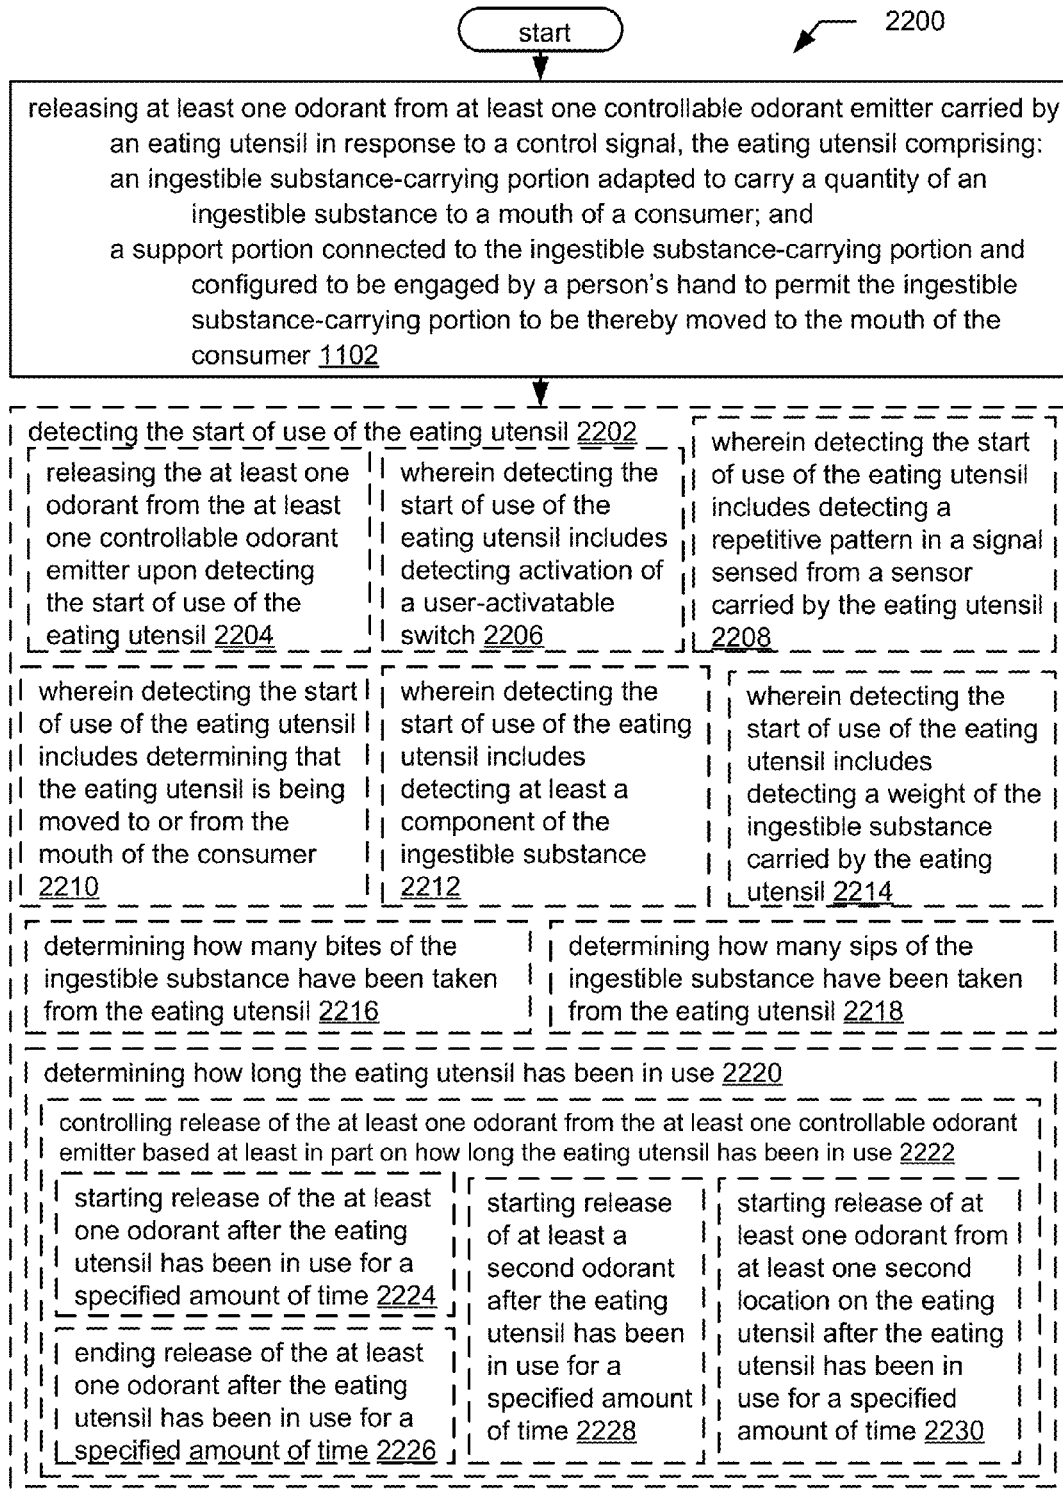 start
2200
releasing at least one odorant from at least one controllable odorant emitter carried by
an eating utensil in response to a control signal, the eating utensil comprising:
an ingestible substance-carrying portion adapted to carry a quantity of an
ingestible substance to a mouth of a consumer; and
a support portion connected to the ingestible substance-carrying portion and
configured to be engaged by a person's hand to permit the ingestible
substance-carrying portion to be thereby moved to the mouth of the
consumer 1102
detecting the start of use of the eating utensil 2202
releasing the at least one
odorant from the at least
one controllable odorant
emitter upon detecting
the start of use of the
eating utensil 2204
wherein detecting the
start of use of the
eating utensil includes
detecting activation of
a user-activatable
switch 2206
wherein detecting the start
of use of the eating utensil
includes detecting a
repetitive pattern in a signal
sensed from a sensor
carried by the eating utensil
2208
wherein detecting the start
of use of the eating utensil
includes determining that
the eating utensil is being
moved to or from the
mouth of the consumer
2210
wherein detecting the
start of use of the eating
utensil includes
detecting at least a
component of the
ingestible substance
2212
wherein detecting the
start of use of the eating
utensil includes
detecting a weight of the
ingestible substance
carried by the eating
utensil 2214
determining how many bites of the
ingestible substance have been taken
from the eating utensil 2216
determining how many sips of the
ingestible substance have been taken
from the eating utensil 2218
determining how long the eating utensil has been in use 2220
controlling release of the at least one odorant from the at least one controllable odorant
emitter based at least in part on how long the eating utensil has been in use 2222
starting release of the at least
one odorant after the eating
utensil has been in use for a
specified amount of time 2224
ending release of the at least
one odorant after the eating
utensil has been in use for a
specified amount of time 2226
starting release
of at least a
second odorant
after the eating
utensil has been
in use for a
specified amount
of time 2228
starting release of at
least one odorant from
at least one second
location on the eating
utensil after the eating
utensil has been in
use for a specified
amount of time 2230